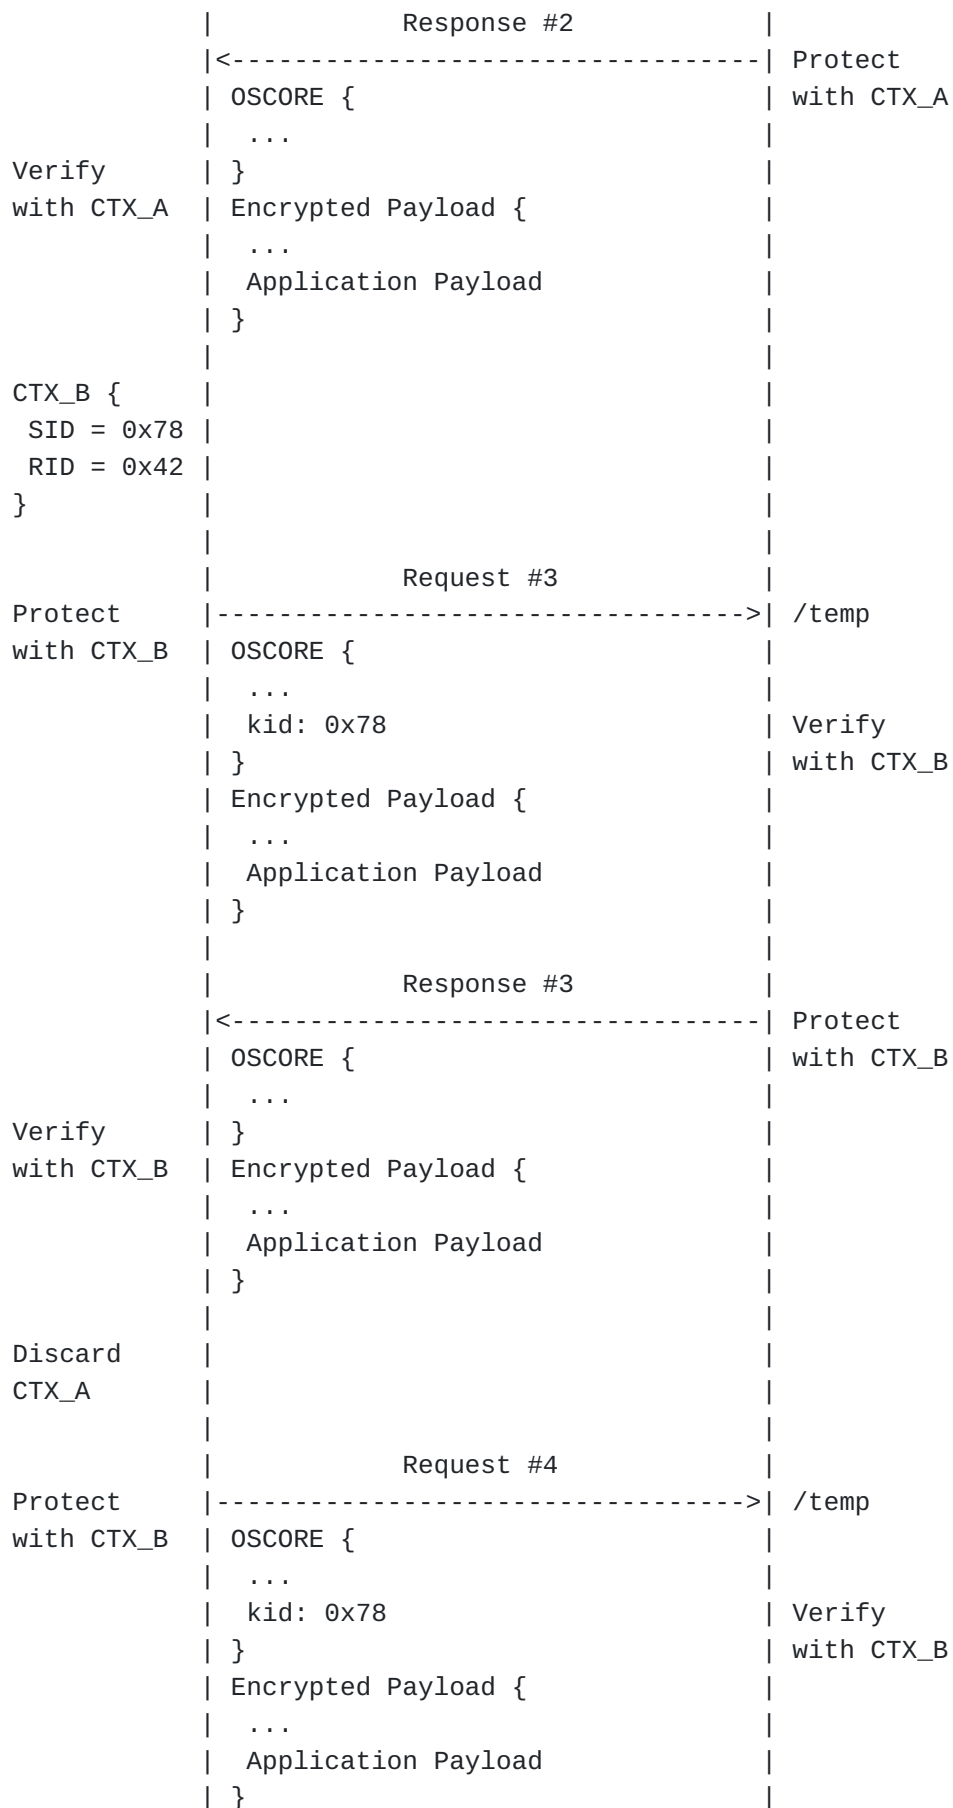 |            Response #2            |
            |<----------------------------------| Protect
            | OSCORE {                          | with CTX_A
            |  ...                              |
Verify      | }                                 |
with CTX_A  | Encrypted Payload {               |
            |  ...                              |
            |  Application Payload              |
            | }                                 |
            |                                   |
CTX_B {     |                                   |
 SID = 0x78 |                                   |
 RID = 0x42 |                                   |
}           |                                   |
            |                                   |
            |            Request #3             |
Protect     |---------------------------------->| /temp
with CTX_B  | OSCORE {                          |
            |  ...                              |
            |  kid: 0x78                        | Verify
            | }                                 | with CTX_B
            | Encrypted Payload {               |
            |  ...                              |
            |  Application Payload              |
            | }                                 |
            |                                   |
            |            Response #3            |
            |<----------------------------------| Protect
            | OSCORE {                          | with CTX_B
            |  ...                              |
Verify      | }                                 |
with CTX_B  | Encrypted Payload {               |
            |  ...                              |
            |  Application Payload              |
            | }                                 |
            |                                   |
Discard     |                                   |
CTX_A       |                                   |
            |                                   |
            |            Request #4             |
Protect     |---------------------------------->| /temp
with CTX_B  | OSCORE {                          |
            |  ...                              |
            |  kid: 0x78                        | Verify
            | }                                 | with CTX_B
            | Encrypted Payload {               |
            |  ...                              |
            |  Application Payload              |
            | }                                 |